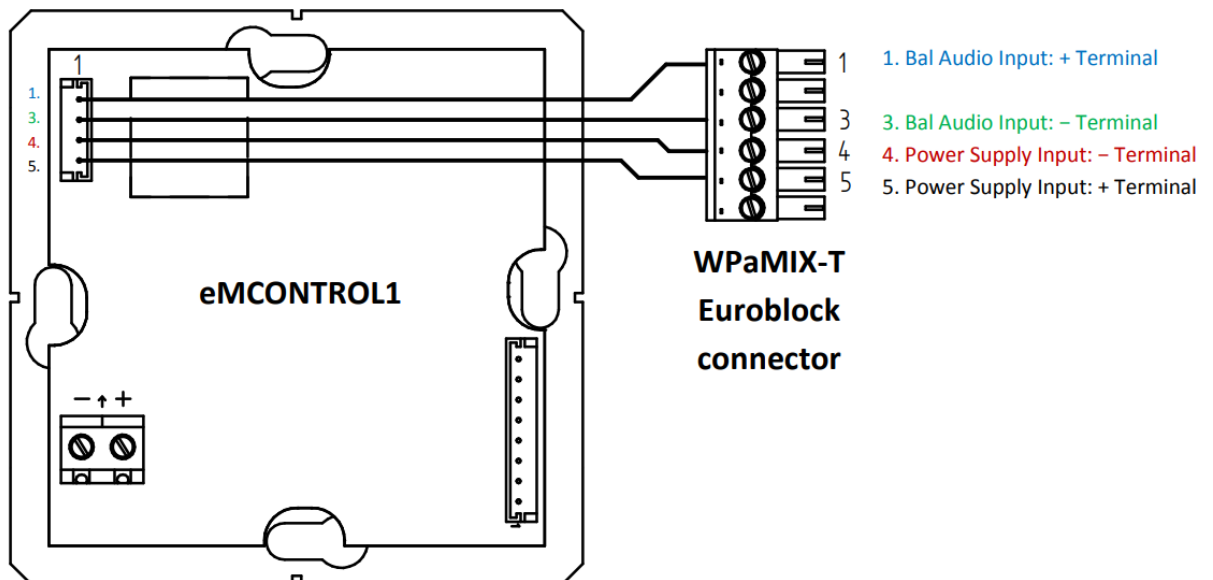 1
1.
3.
4.
5.
1
3
4
5
1. Bal Audio Input: + Terminal
3. Bal Audio Input: − Terminal
4. Power Supply Input: − Terminal
5. Power Supply Input: + Terminal
WPaMIX-T
Euroblock
connector
eMCONTROL1
− +
1